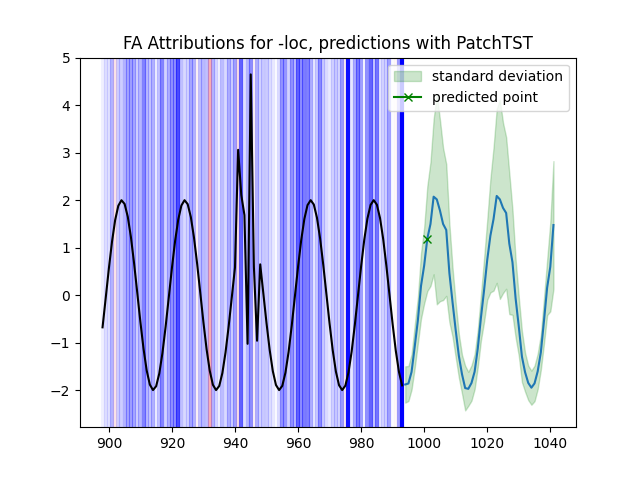 FA Attributions for -loc, predictions with PatchTST
5
4
3
2
1
0
−1
−2
standard deviation
predicted point
900 920 940 960 980 1000 1020 1040